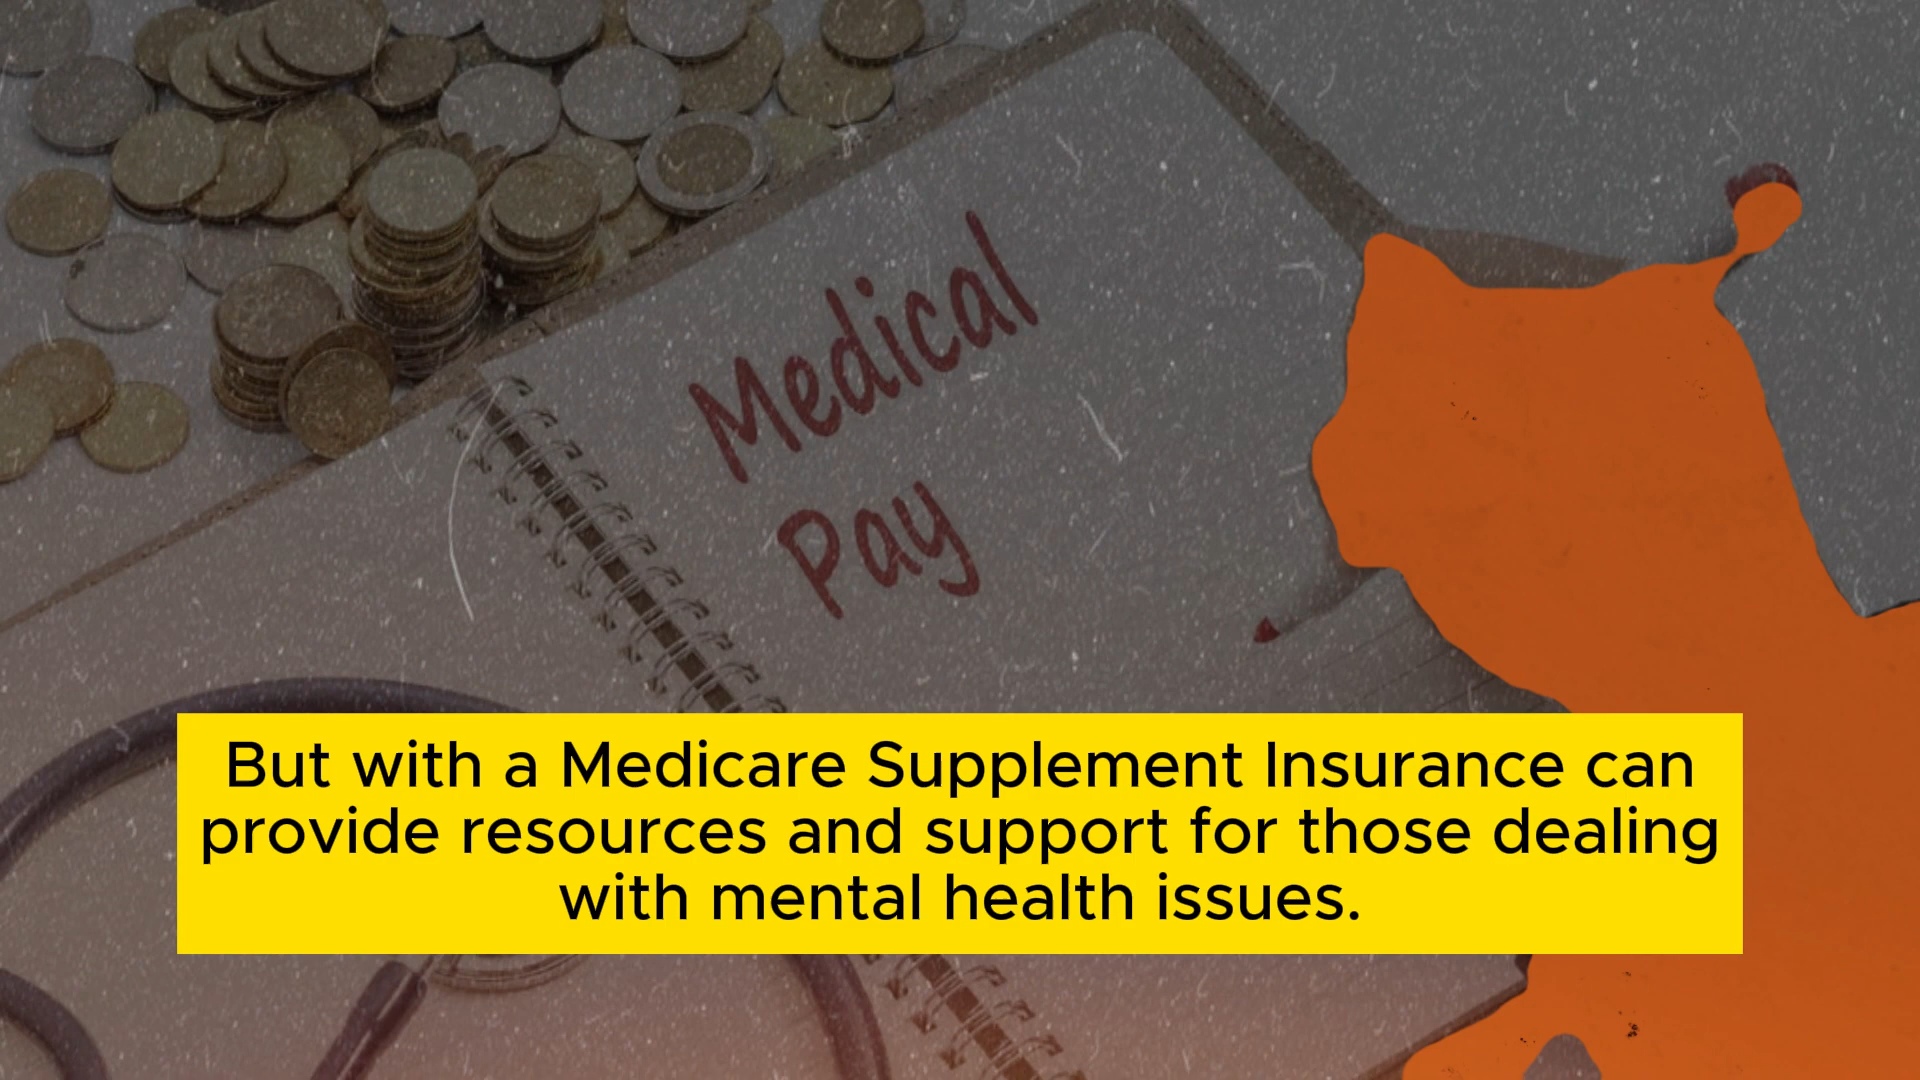 Medical
Pay
But with a Medicare Supplement Insurance can
provide resources and support for those dealing
with mental health issues.